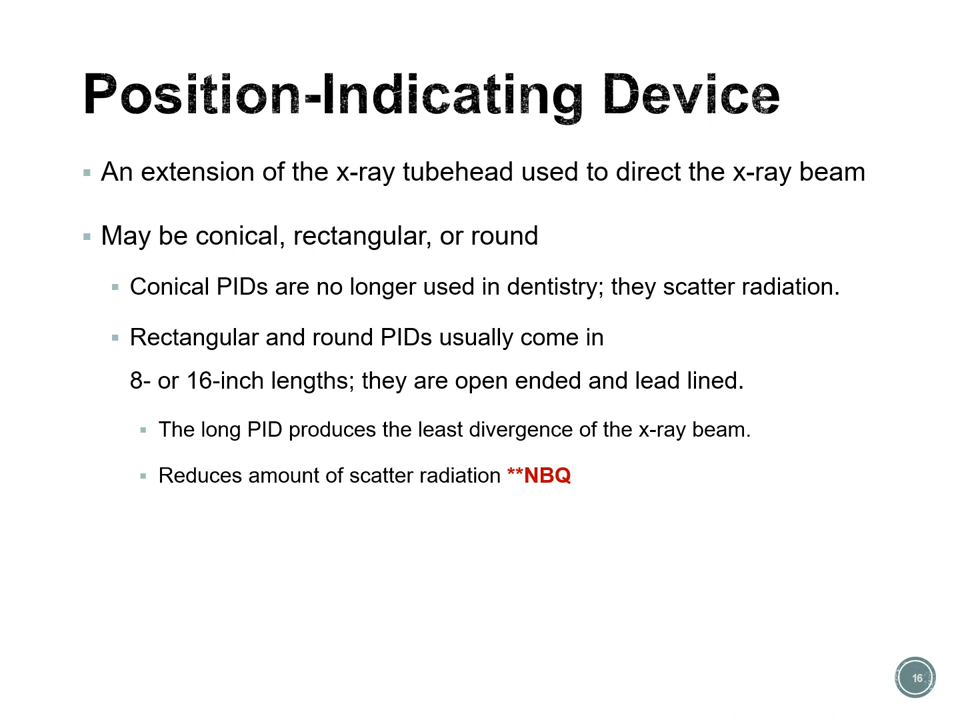 Position-Indicating Device
An extension of the x-ray tubehead used to direct the x-ray beam
May be conical, rectangular, or round
Conical PIDs are no longer used in dentistry; they scatter radiation.
Rectangular and round PIDs usually come in
8- or 16-inch lengths; they are open ended and lead lined.
The long PID produces the least divergence of the x-ray beam.
Reduces amount of scatter radiation **NBQ
16